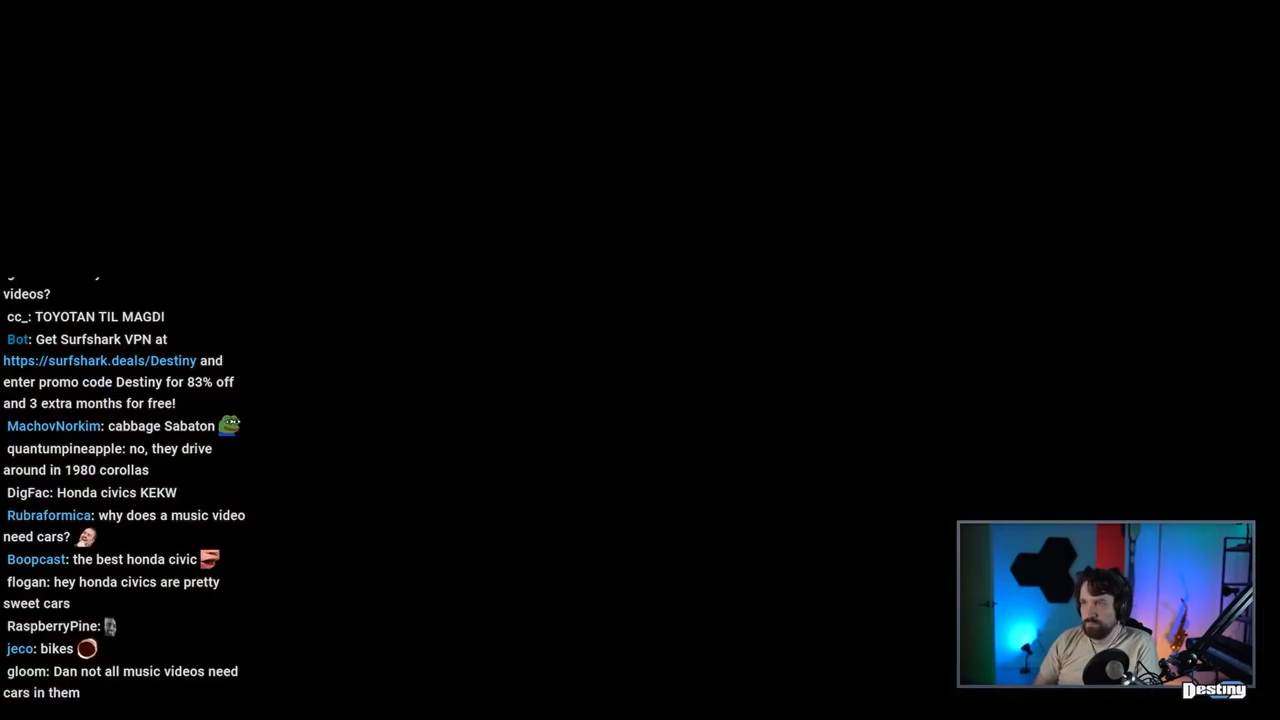 videos?
cc_: TOYOTAN TIL MAGDI
Bot: Get Surfshark VPN at
https://surfshark.deals/Destiny and
enter promo code Destiny for 83% off
and 3 extra months for free!
MachovNorkim: cabbage Sabaton
quantumpineapple: no, they drive
around in 1980 corollas
DigFac: Honda civics KEKW
Rubraformica: why does a music video
need cars?
Boopcast: the best honda civic
flogan: hey honda civics are pretty
sweet cars
RaspberryPine:
jeco: bikes
gloom: Dan not all music videos need
cars in them
Destiny